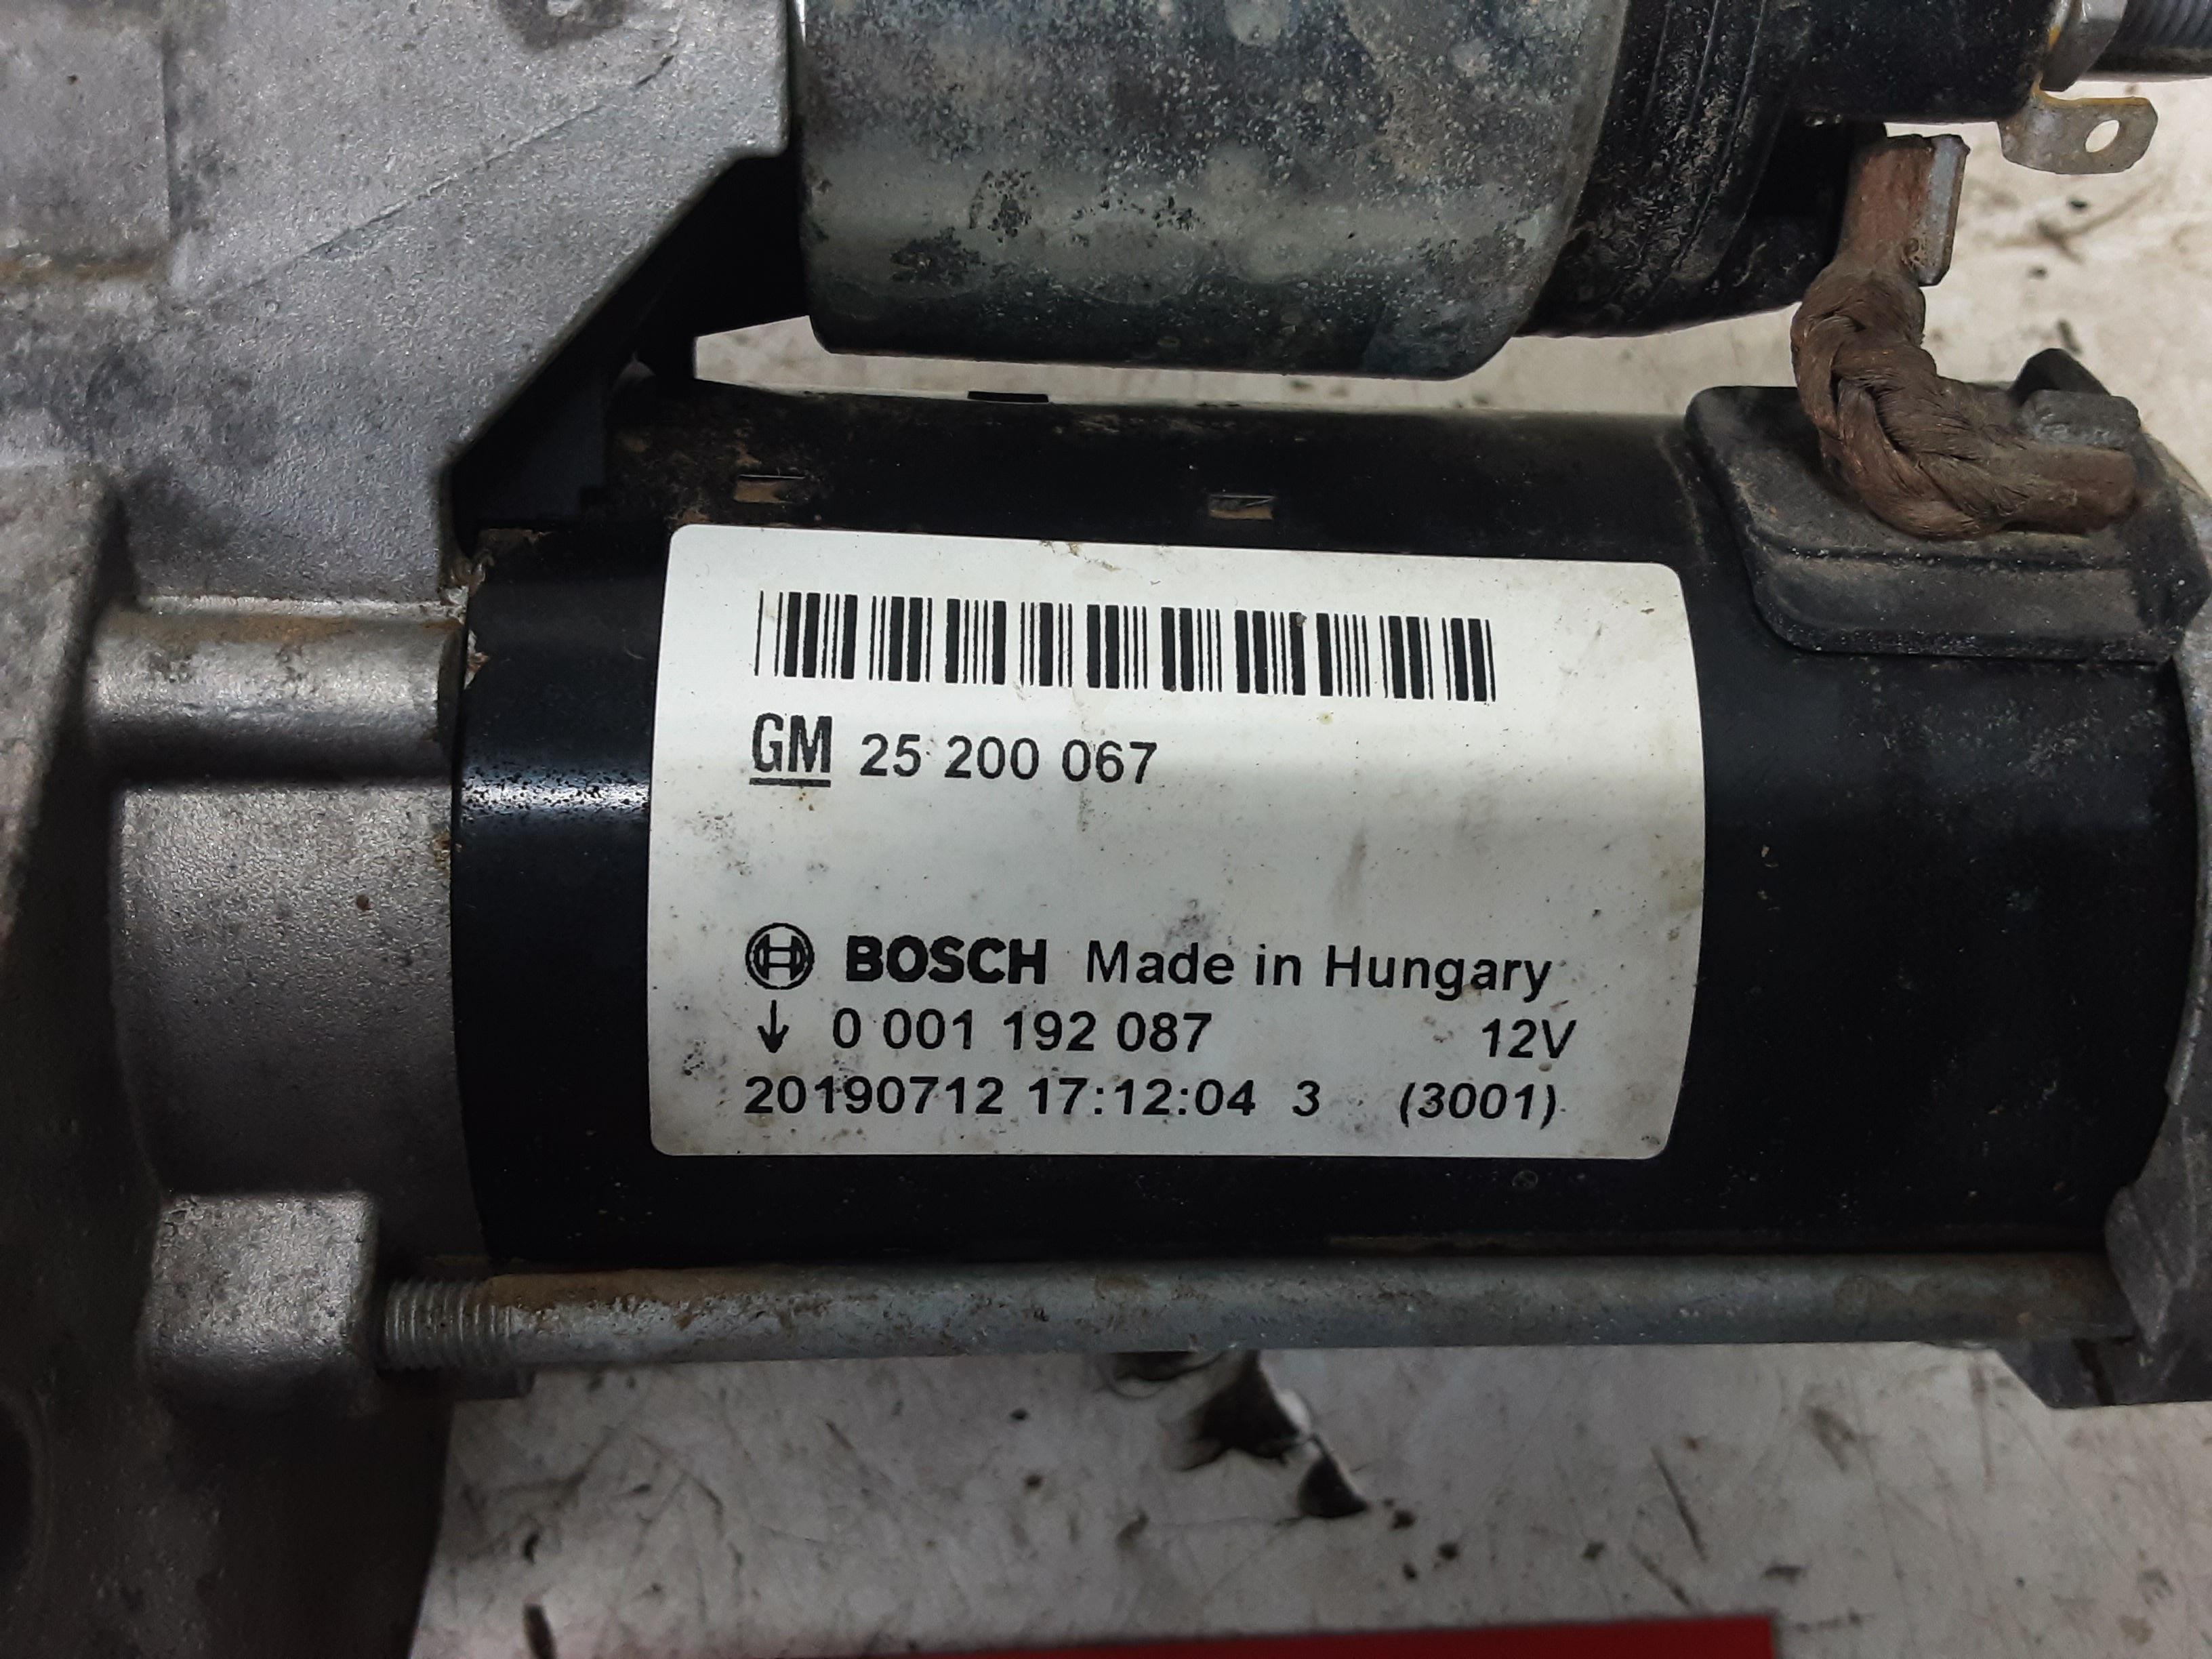 GM 25 200 067
BOSCH Made in Hungary
0 001 192 087 12V
20190712 17:12:04 3 (3001)